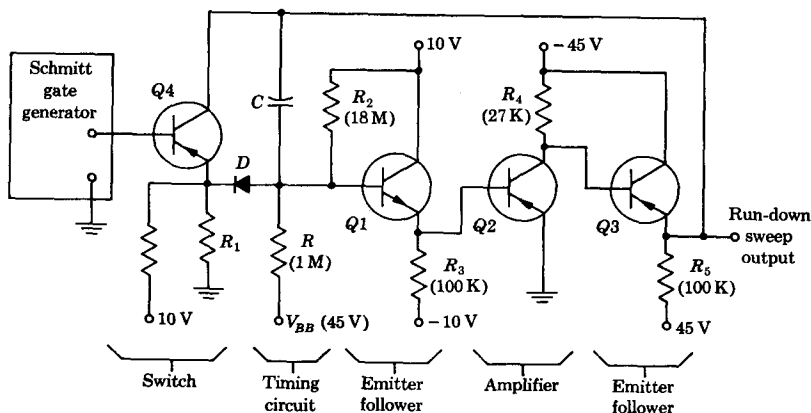 10 V
- 45 V
Schmitt
gate
generator
Q4
C
R2
(18 M)
R4
(27 K)
D
Q1
Q2
Q3
Run-down
sweep
output
R1
R
(1 M)
R3
(100 K)
R5
(100 K)
10 V
VBB (45 V)
- 10 V
45 V
Switch
Timing
circuit
Emitter
follower
Amplifier
Emitter
follower